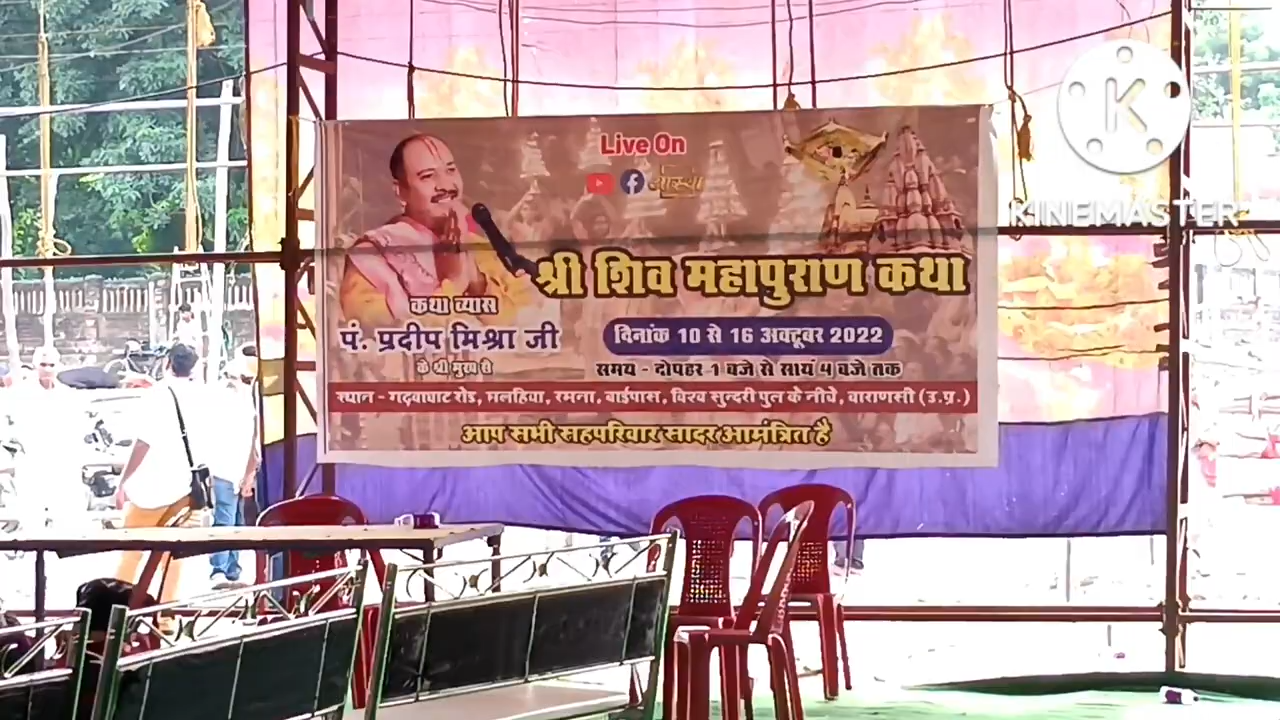 Live On
आस्था
श्री शिव महापुराण कथा
कथा व्यास
पं. प्रदीप मिश्रा जी
के श्री मुख से
दिनांक 10 से 16 अक्टूबर 2022
समय - दोपहर 1 बजे से सायं 4 बजे तक
स्थान - गढ़वाघाट रोड, मलहिया, रमना, बाईपास, विश्व सुन्दरी पुल के नीचे, वाराणसी (उ.प्र.)
आप सभी सहपरिवार सादर आमंत्रित है
K
KINEMASTER